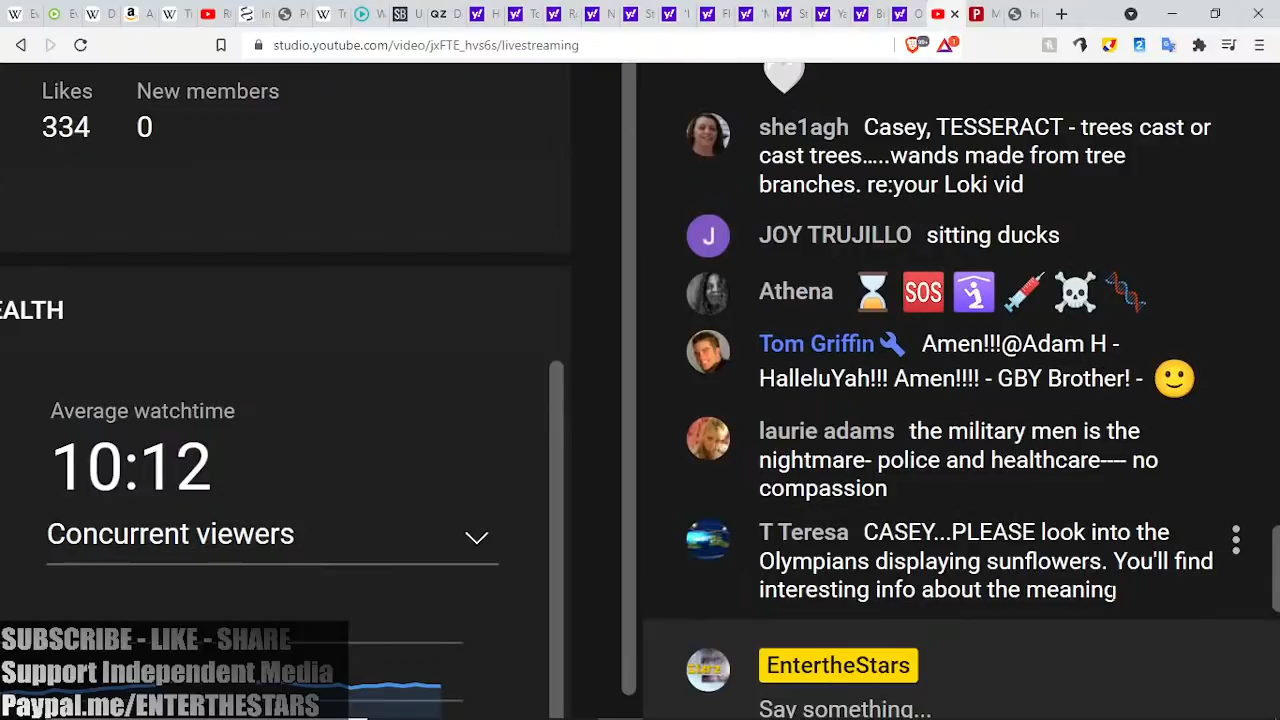 studio.youtube.com/video/jxFTE_hvs6s/livestreaming
Likes
334
New members
0
EALTH
Average watchtime
10:12
Concurrent viewers
SUBSCRIBE - LIKE - SHARE
Support Independent Media
Paypal.me/ENTERTHESTARS
she1agh Casey, TESSERACT - trees cast or
cast trees.....wands made from tree
branches. re:your Loki vid
J
JOY TRUJILLO sitting ducks
Athena SOS
Tom Griffin Amen!!!@Adam H -
HalleluYah!!! Amen!!!! - GBY Brother! -
laurie adams the military men is the
nightmare- police and healthcare---- no
compassion
T Teresa CASEY...PLEASE look into the
Olympians displaying sunflowers. You'll find
interesting info about the meaning
EntertheStars
Say something...